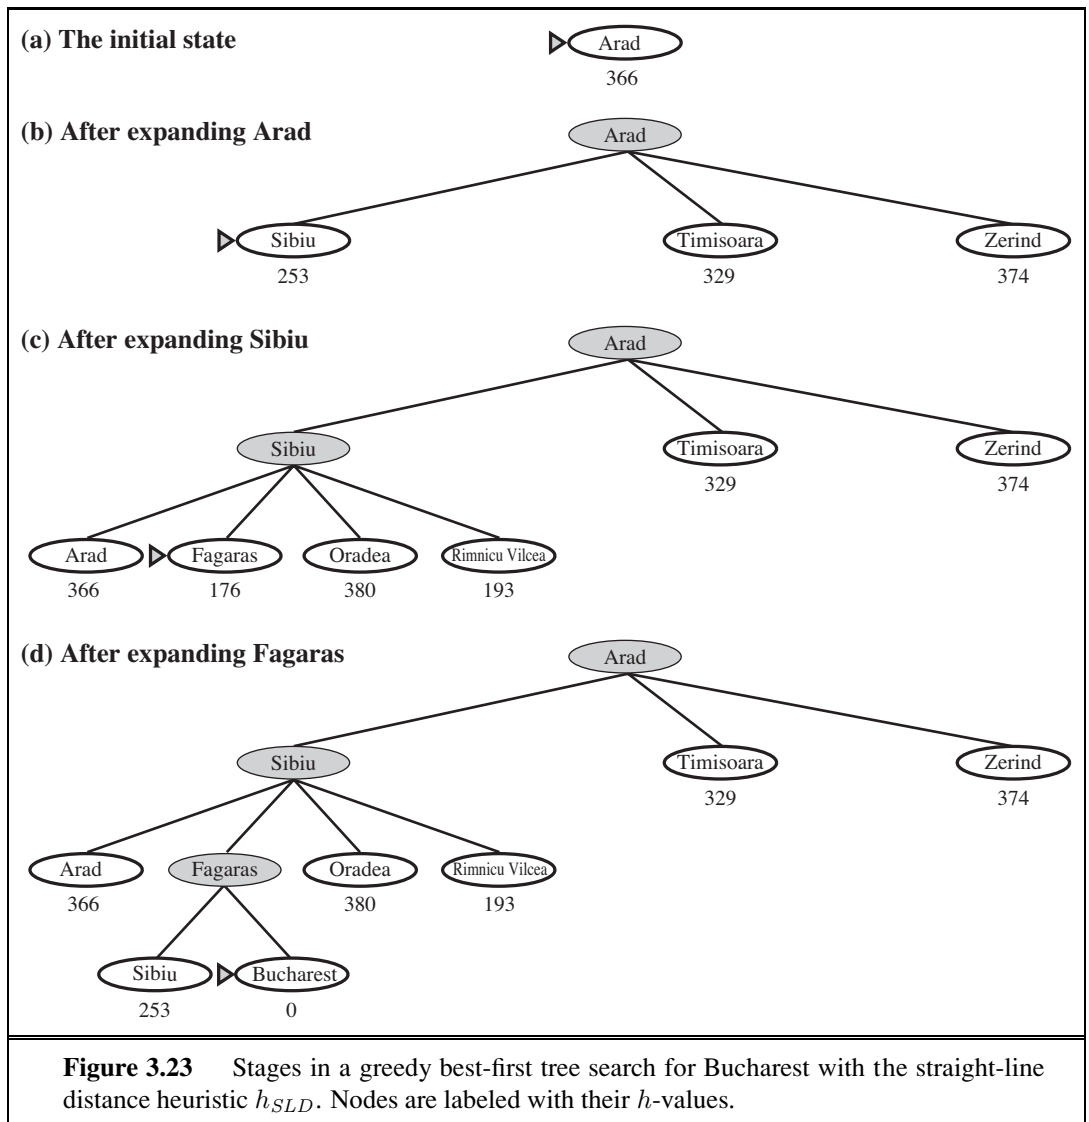 (a) The initial state
Arad
366
(b) After expanding Arad
Arad
Sibiu Timisoara Zerind
253 329 374
(c) After expanding Sibiu
Arad
Sibiu Timisoara Zerind
329 374
Arad Fagaras Oradea Rimnicu Vilcea
366 176 380 193
(d) After expanding Fagaras
Arad
Sibiu Timisoara Zerind
329 374
Arad Fagaras Oradea Rimnicu Vilcea
366 380 193
Sibiu Bucharest
253 0
Figure 3.23 Stages in a greedy best-first tree search for Bucharest with the straight-line
distance heuristic hSLD. Nodes are labeled with their h-values.